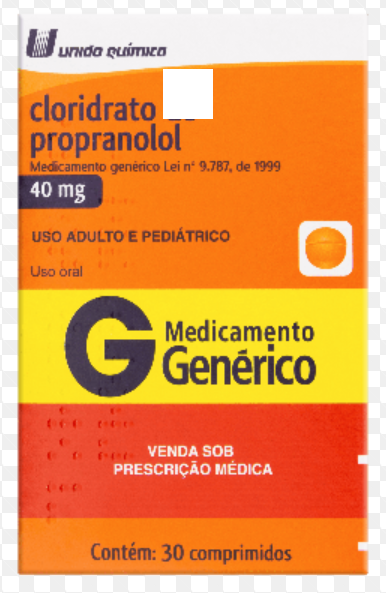 UNIÃO QUÍMICA
cloridrato
propranolol
Medicamento genérico Lei n° 9.787, de 1999
40 mg
USO ADULTO E PEDIÁTRICO
Uso oral
G Medicamento
Genérico
VENDA SOB
PRESCRIÇÃO MÉDICA
Contém: 30 comprimidos